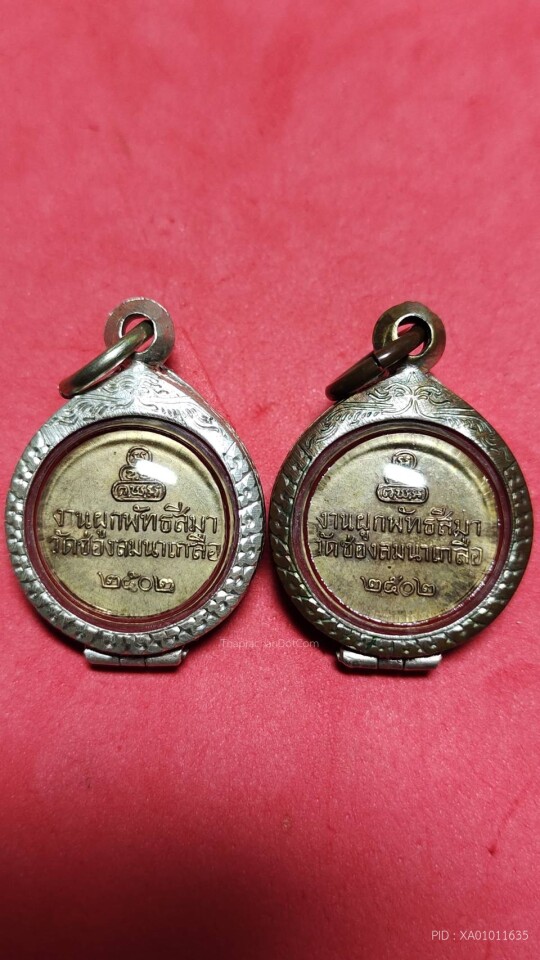 งานผูกพัทธสีมา
วัดช่องลมนาเกลือ
๒๕๐๒
งานผูกพัทธสีมา
วัดช่องลมนาเกลือ
๒๕๐๒
ThaprachanDotCom
PID : XA01011635